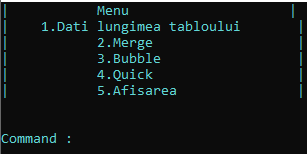 Menu
1.Dati lungimea tabloului
2.Merge
3.Bubble
4.Quick
5.Afisarea
Command :